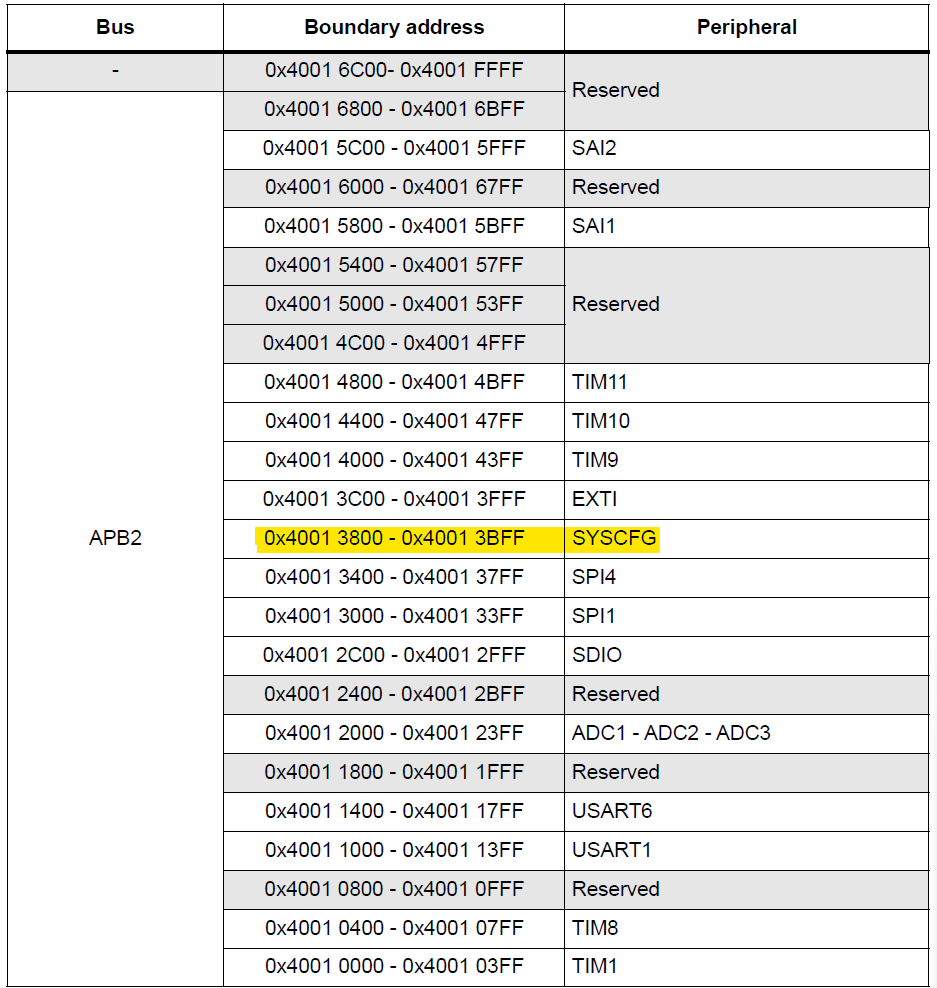 Bus Boundary address Peripheral
- 0x4001 6C00- 0x4001 FFFF
Reserved
0x4001 6800 - 0x4001 6BFF
0x4001 5C00 - 0x4001 5FFF SAI2
0x4001 6000 - 0x4001 67FF Reserved
0x4001 5800 - 0x4001 5BFF SAI1
0x4001 5400 - 0x4001 57FF
0x4001 5000 - 0x4001 53FF Reserved
0x4001 4C00 - 0x4001 4FFF
0x4001 4800 - 0x4001 4BFF TIM11
0x4001 4400 - 0x4001 47FF TIM10
0x4001 4000 - 0x4001 43FF TIM9
0x4001 3C00 - 0x4001 3FFF EXTI
APB2 0x4001 3800 - 0x4001 3BFF SYSCFG
0x4001 3400 - 0x4001 37FF SPI4
0x4001 3000 - 0x4001 33FF SPI1
0x4001 2C00 - 0x4001 2FFF SDIO
0x4001 2400 - 0x4001 2BFF Reserved
0x4001 2000 - 0x4001 23FF ADC1 - ADC2 - ADC3
0x4001 1800 - 0x4001 1FFF Reserved
0x4001 1400 - 0x4001 17FF USART6
0x4001 1000 - 0x4001 13FF USART1
0x4001 0800 - 0x4001 0FFF Reserved
0x4001 0400 - 0x4001 07FF TIM8
0x4001 0000 - 0x4001 03FF TIM1